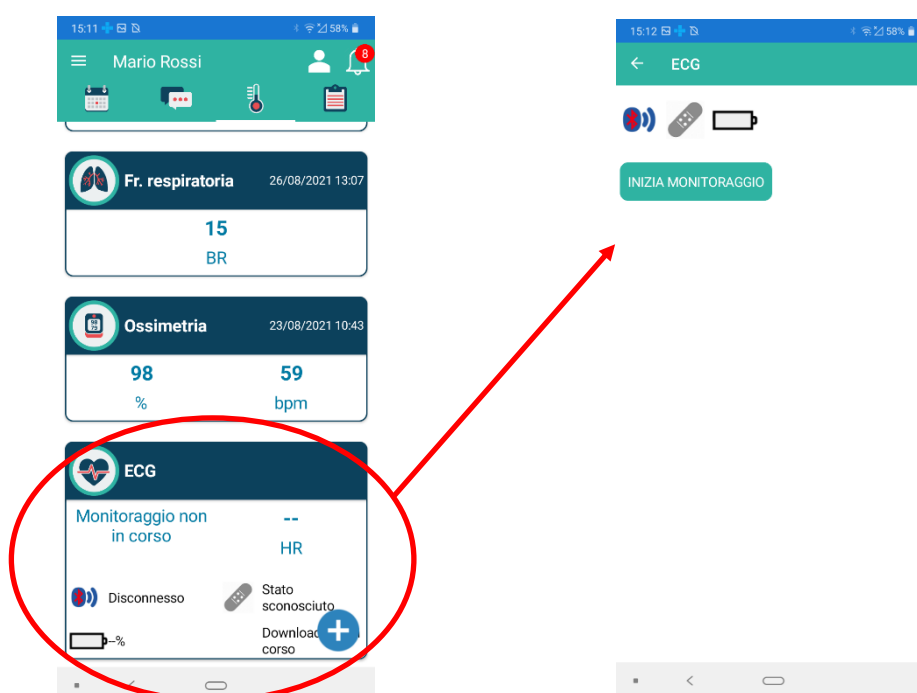 15:11
58%
Mario Rossi
8
Fr. respiratoria 26/08/2021 13:07
15
BR
Ossimetria 23/08/2021 10:43
98 59
% bpm
ECG
Monitoraggio non
in corso
--
HR
Disconnesso
Stato
sconosciuto
--%
corso
15:12
58%
ECG
INIZIA MONITORAGGIO